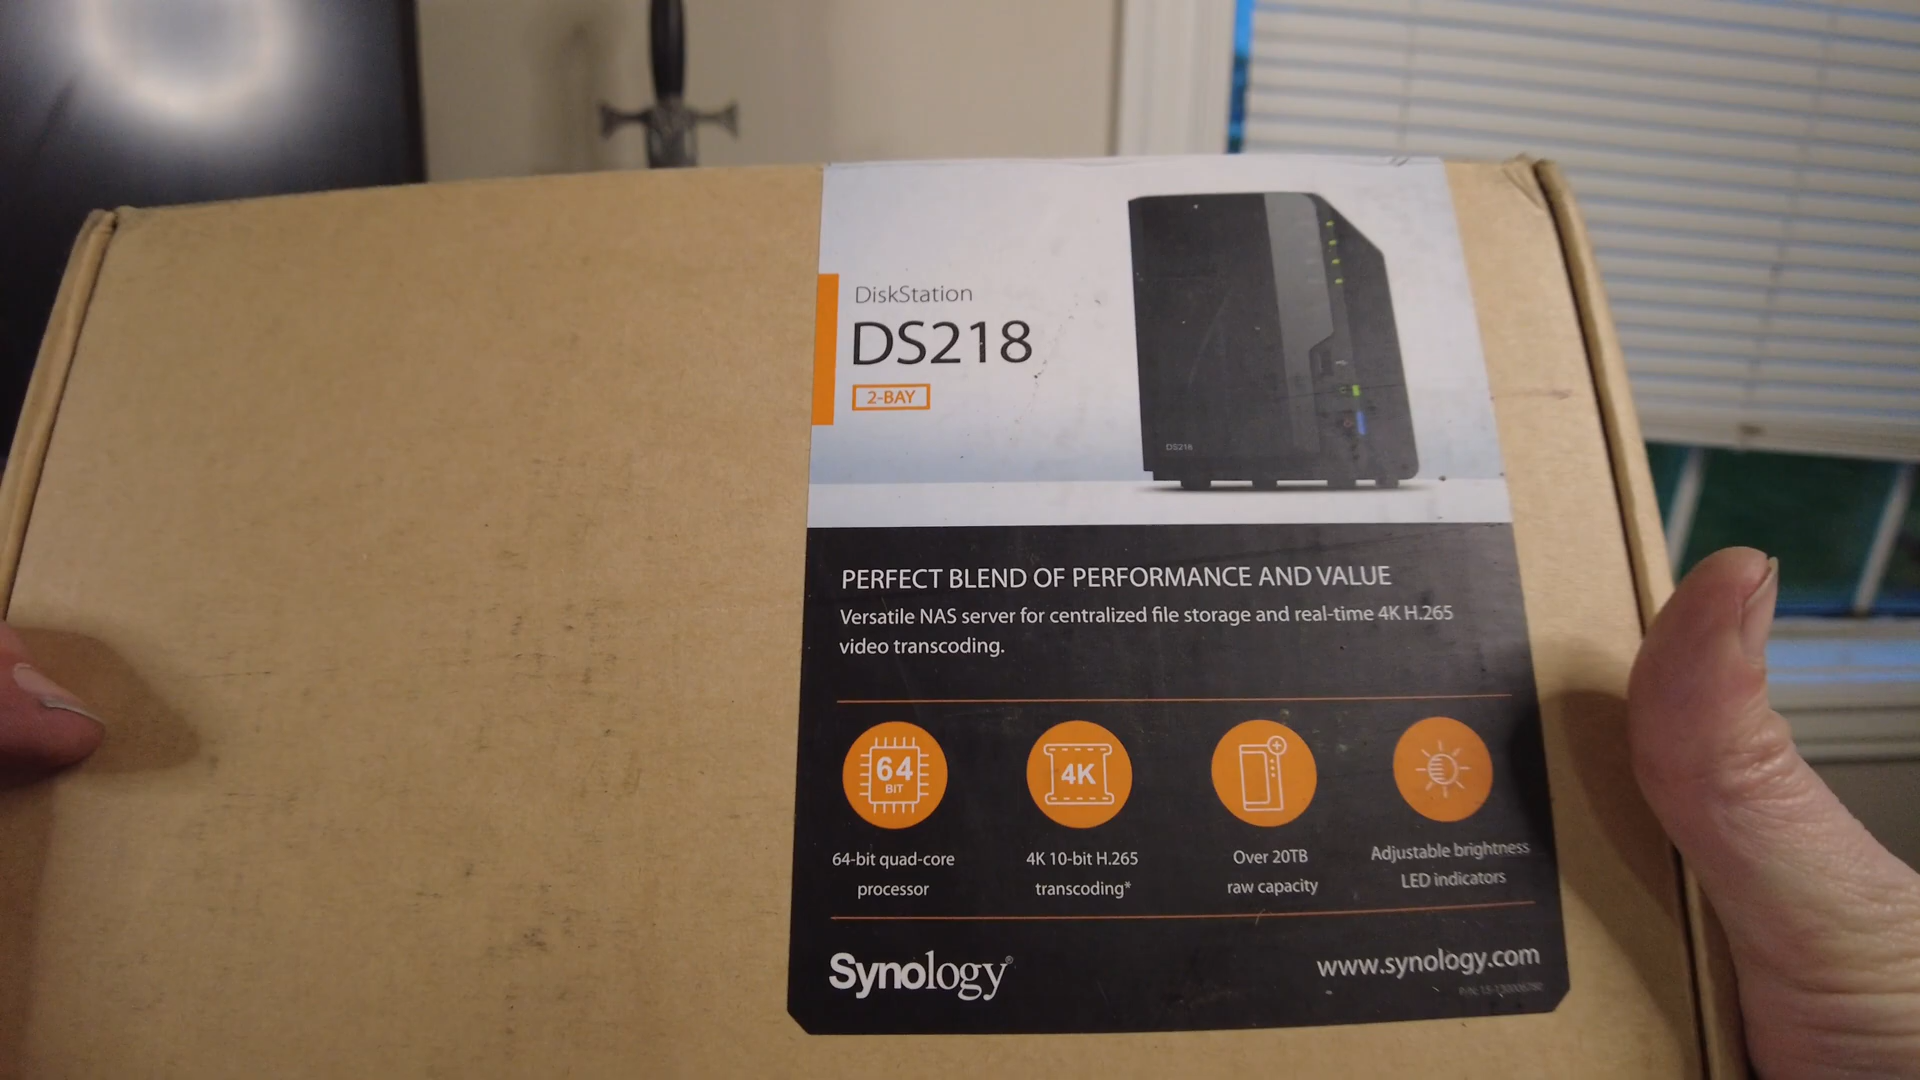 DiskStation
DS218
2-BAY
DS218
PERFECT BLEND OF PERFORMANCE AND VALUE
Versatile NAS server for centralized file storage and real-time 4K H.265
video transcoding.
64
BIT
4K
64-bit quad-core
processor
4K 10-bit H.265
transcoding*
Over 20TB
raw capacity
Adjustable brightness
LED indicators
Synology®
www.synology.com